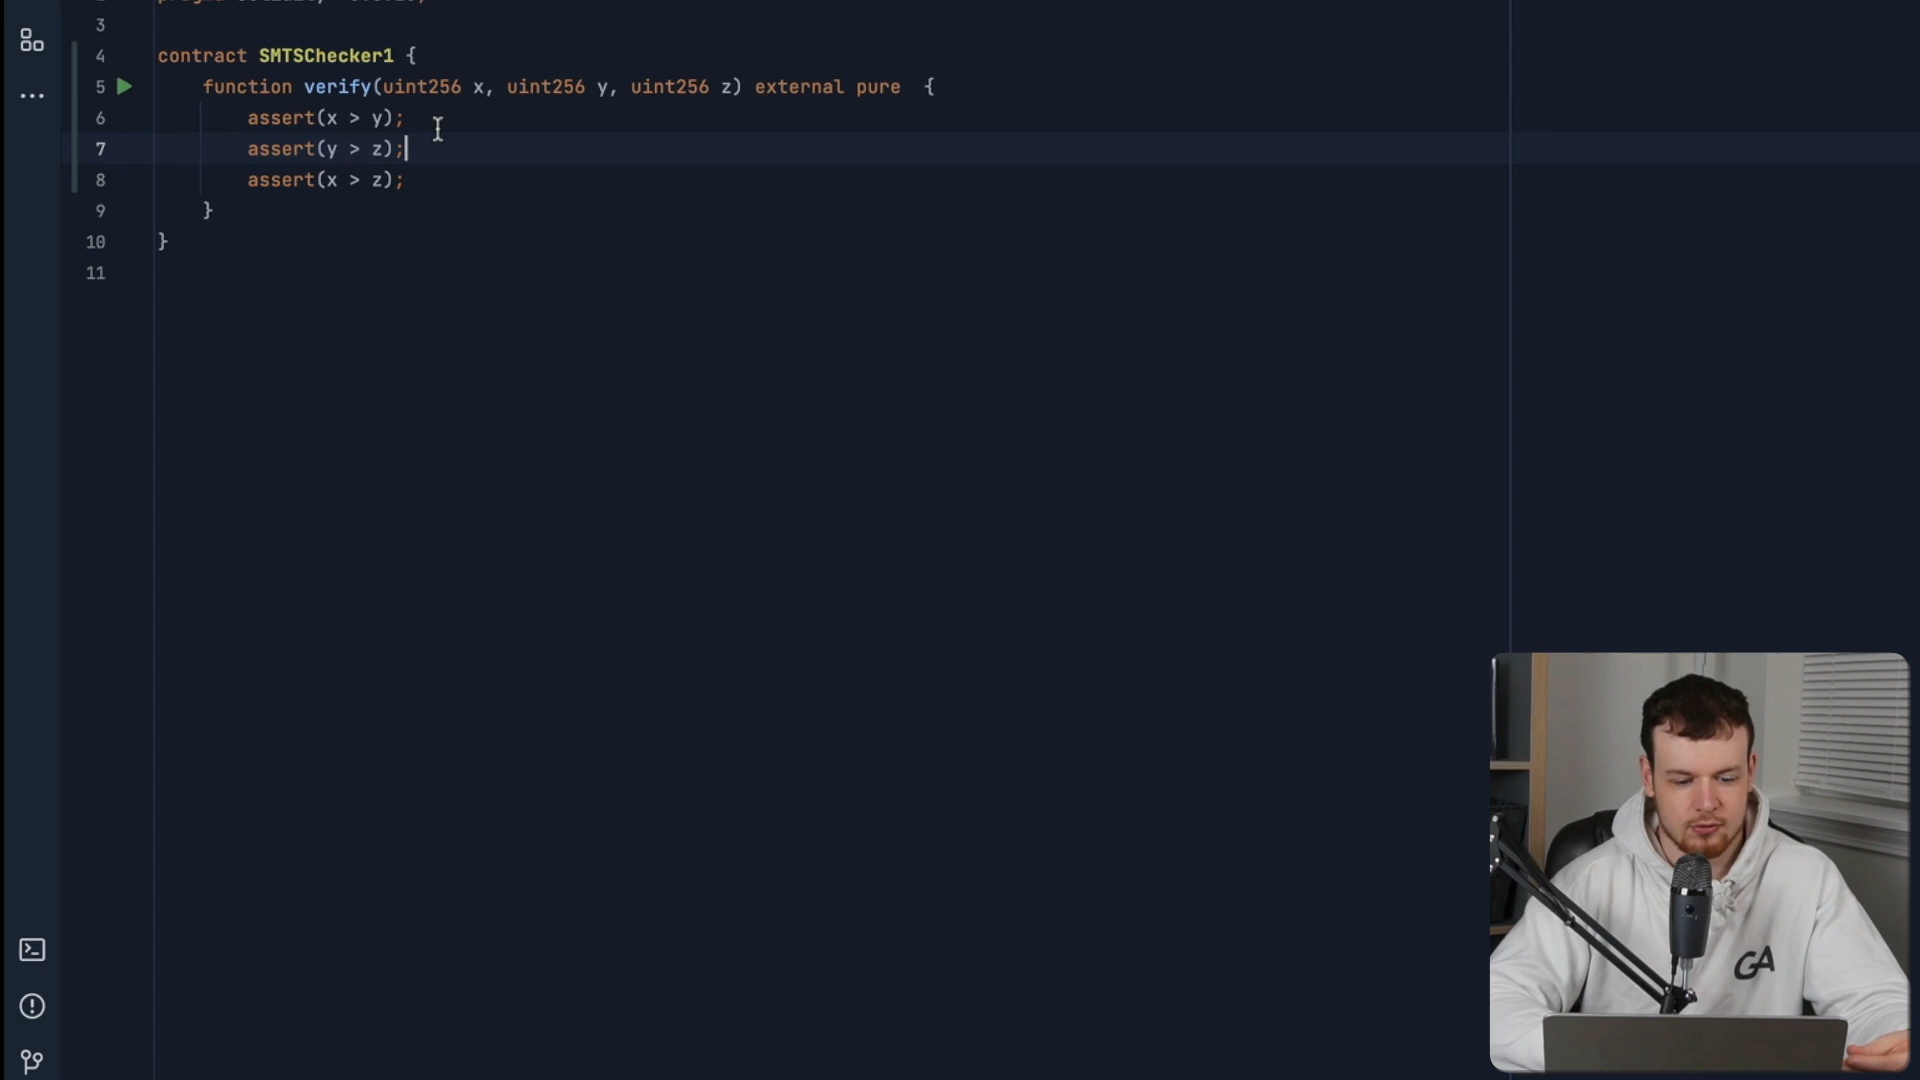 3
4 contract SMTSChecker1 {
5 function verify(uint256 x, uint256 y, uint256 z) external pure {
6 assert(x > y);
7 assert(y > z);
8 assert(x > z);
9 }
10 }
11
GA